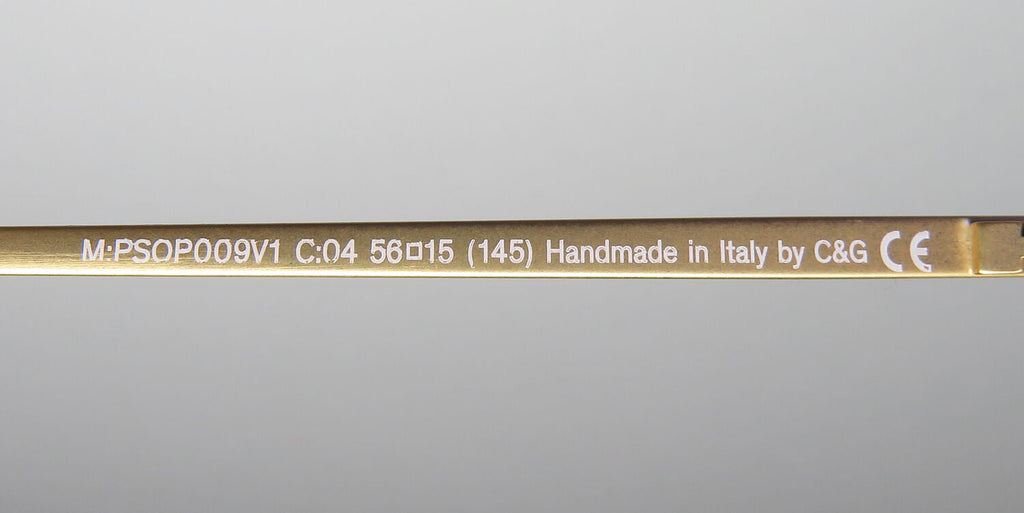 M:PSOP009V1 C:04 56□15 (145) Handmade in Italy by C&G CE